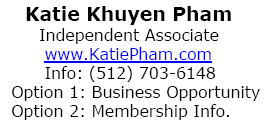 Katie Khuyen Pham
Independent Associate
www.KatiePham.com
Info: (512) 703-6148
Option 1: Business Opportunity
Option 2: Membership Info.